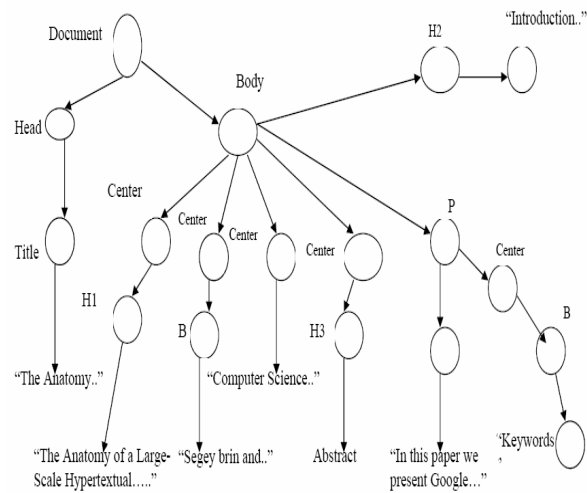 "Introduction.."
H2
Document
Body
Head
Center
Center
Center
Center
P
Center
Title
H1
B
H3
B
"The Anatomy.."
"Computer Science.."
"The Anatomy of a Large-
Scale Hypertextual….."
"Segey brin and.."
Abstract
"In this paper we
present Google…"
"Keywords
"